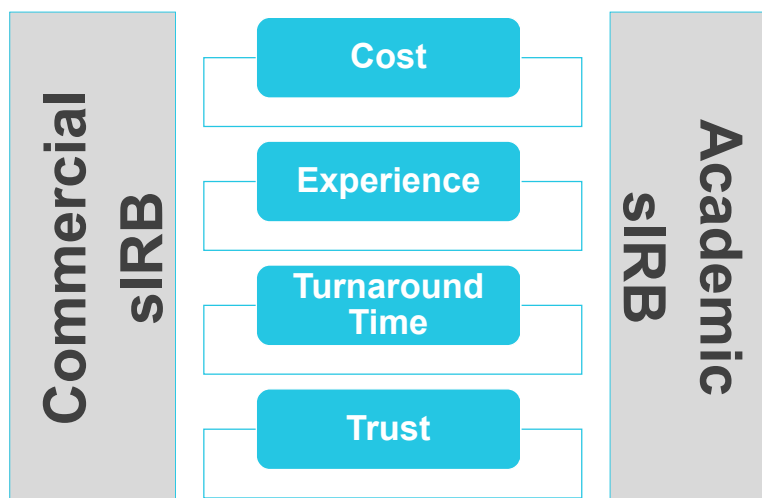 Commercial
sIRB
Cost
Experience
Turnaround
Time
Trust
Academic
sIRB